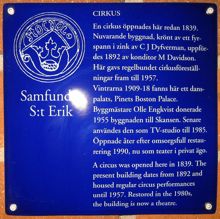 CIRKUS
En cirkus öppnades här redan 1839.
Nuvarande byggnad, krönt av ett fyr-
spann i zink av C J Dyfverman, uppför-
des 1892 av konditor M Davidson.
Här gavs regelbundet cirkusföreställ-
ningar fram till 1957.
Vintrarna 1909-18 fanns här ett dans-
palats, Pinets Boston Palace.
Byggmästare Olle Engkvist donerade
1955 byggnaden till Skansen. Senare
användes den som TV-studio till 1985.
Öppnade åter efter omsorgsfull restau-
rering 1990, nu som teater i privat ägo.
A circus was opened here in 1839. The
present building dates from 1892 and
housed regular circus performances
until 1957. Restored in the 1980s,
the building is now a theatre.
Samfundet
S:t Erik